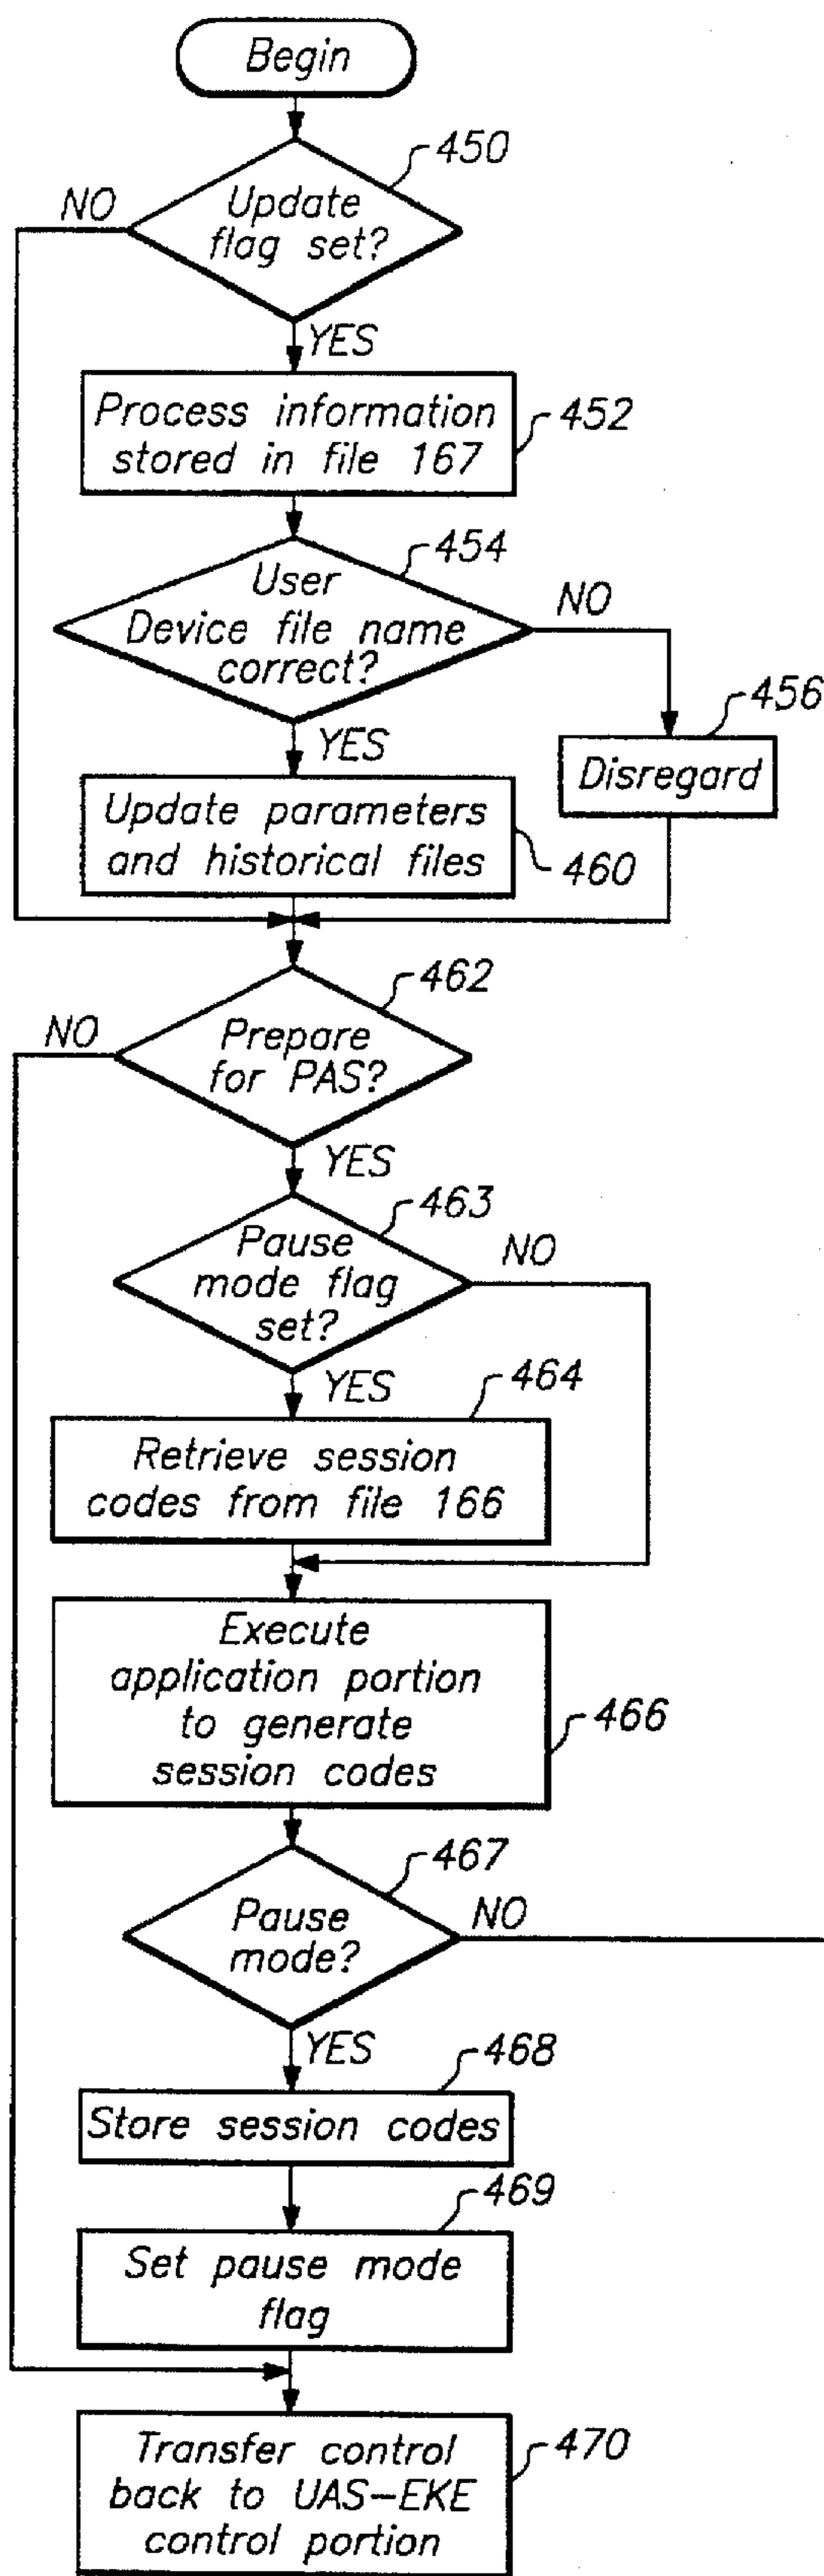 Begin
450
NO
Update
flag set?
YES
Process information
stored in file 167
452
454
User
Device file name
correct?
NO
456
YES
Disregard
Update parameters
and historical files
460
462
NO
Prepare
for PAS?
YES
463
Pause
mode flag
set?
NO
YES
464
Retrieve session
codes from file 166
Execute
application portion
to generate
session codes
466
467
Pause
mode?
NO
YES
468
Store session codes
469
Set pause mode
flag
Transfer control
back to UAS-EKE
control portion
470